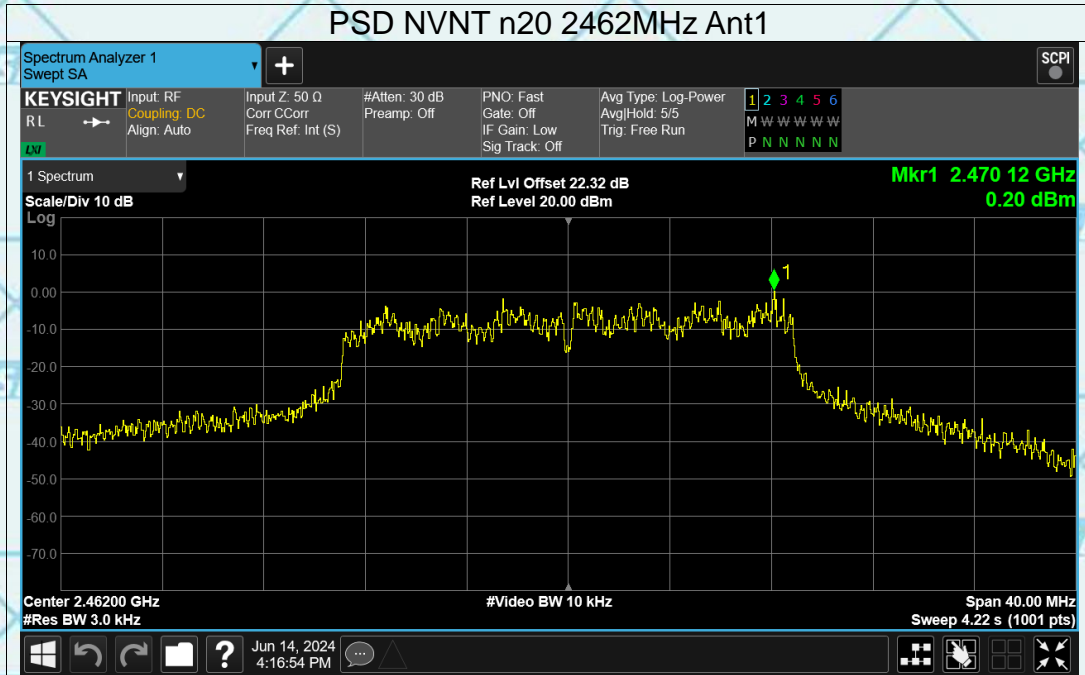 PSD NVNT n20 2462MHz Ant1
Spectrum Analyzer 1
Swept SA
+
SCPI
KEYSIGHT
R L
LXI
Input: RF
Coupling: DC
Align: Auto
Input Z: 50 Ω
Corr CCorr
Freq Ref: Int (S)
#Atten: 30 dB
Preamp: Off
PNO: Fast
Gate: Off
IF Gain: Low
Sig Track: Off
Avg Type: Log-Power
Avg|Hold: 5/5
Trig: Free Run
1 2 3 4 5 6
M W W W W W
P N N N N N
1 Spectrum
Scale/Div 10 dB
Log
Ref Lvl Offset 22.32 dB
Ref Level 20.00 dBm
Mkr1 2.470 12 GHz
0.20 dBm
10.0
0.00
-10.0
-20.0
-30.0
-40.0
-50.0
-60.0
-70.0
1
Center 2.46200 GHz
#Res BW 3.0 kHz
#Video BW 10 kHz
Span 40.00 MHz
Sweep 4.22 s (1001 pts)
?
Jun 14, 2024
4:16:54 PM